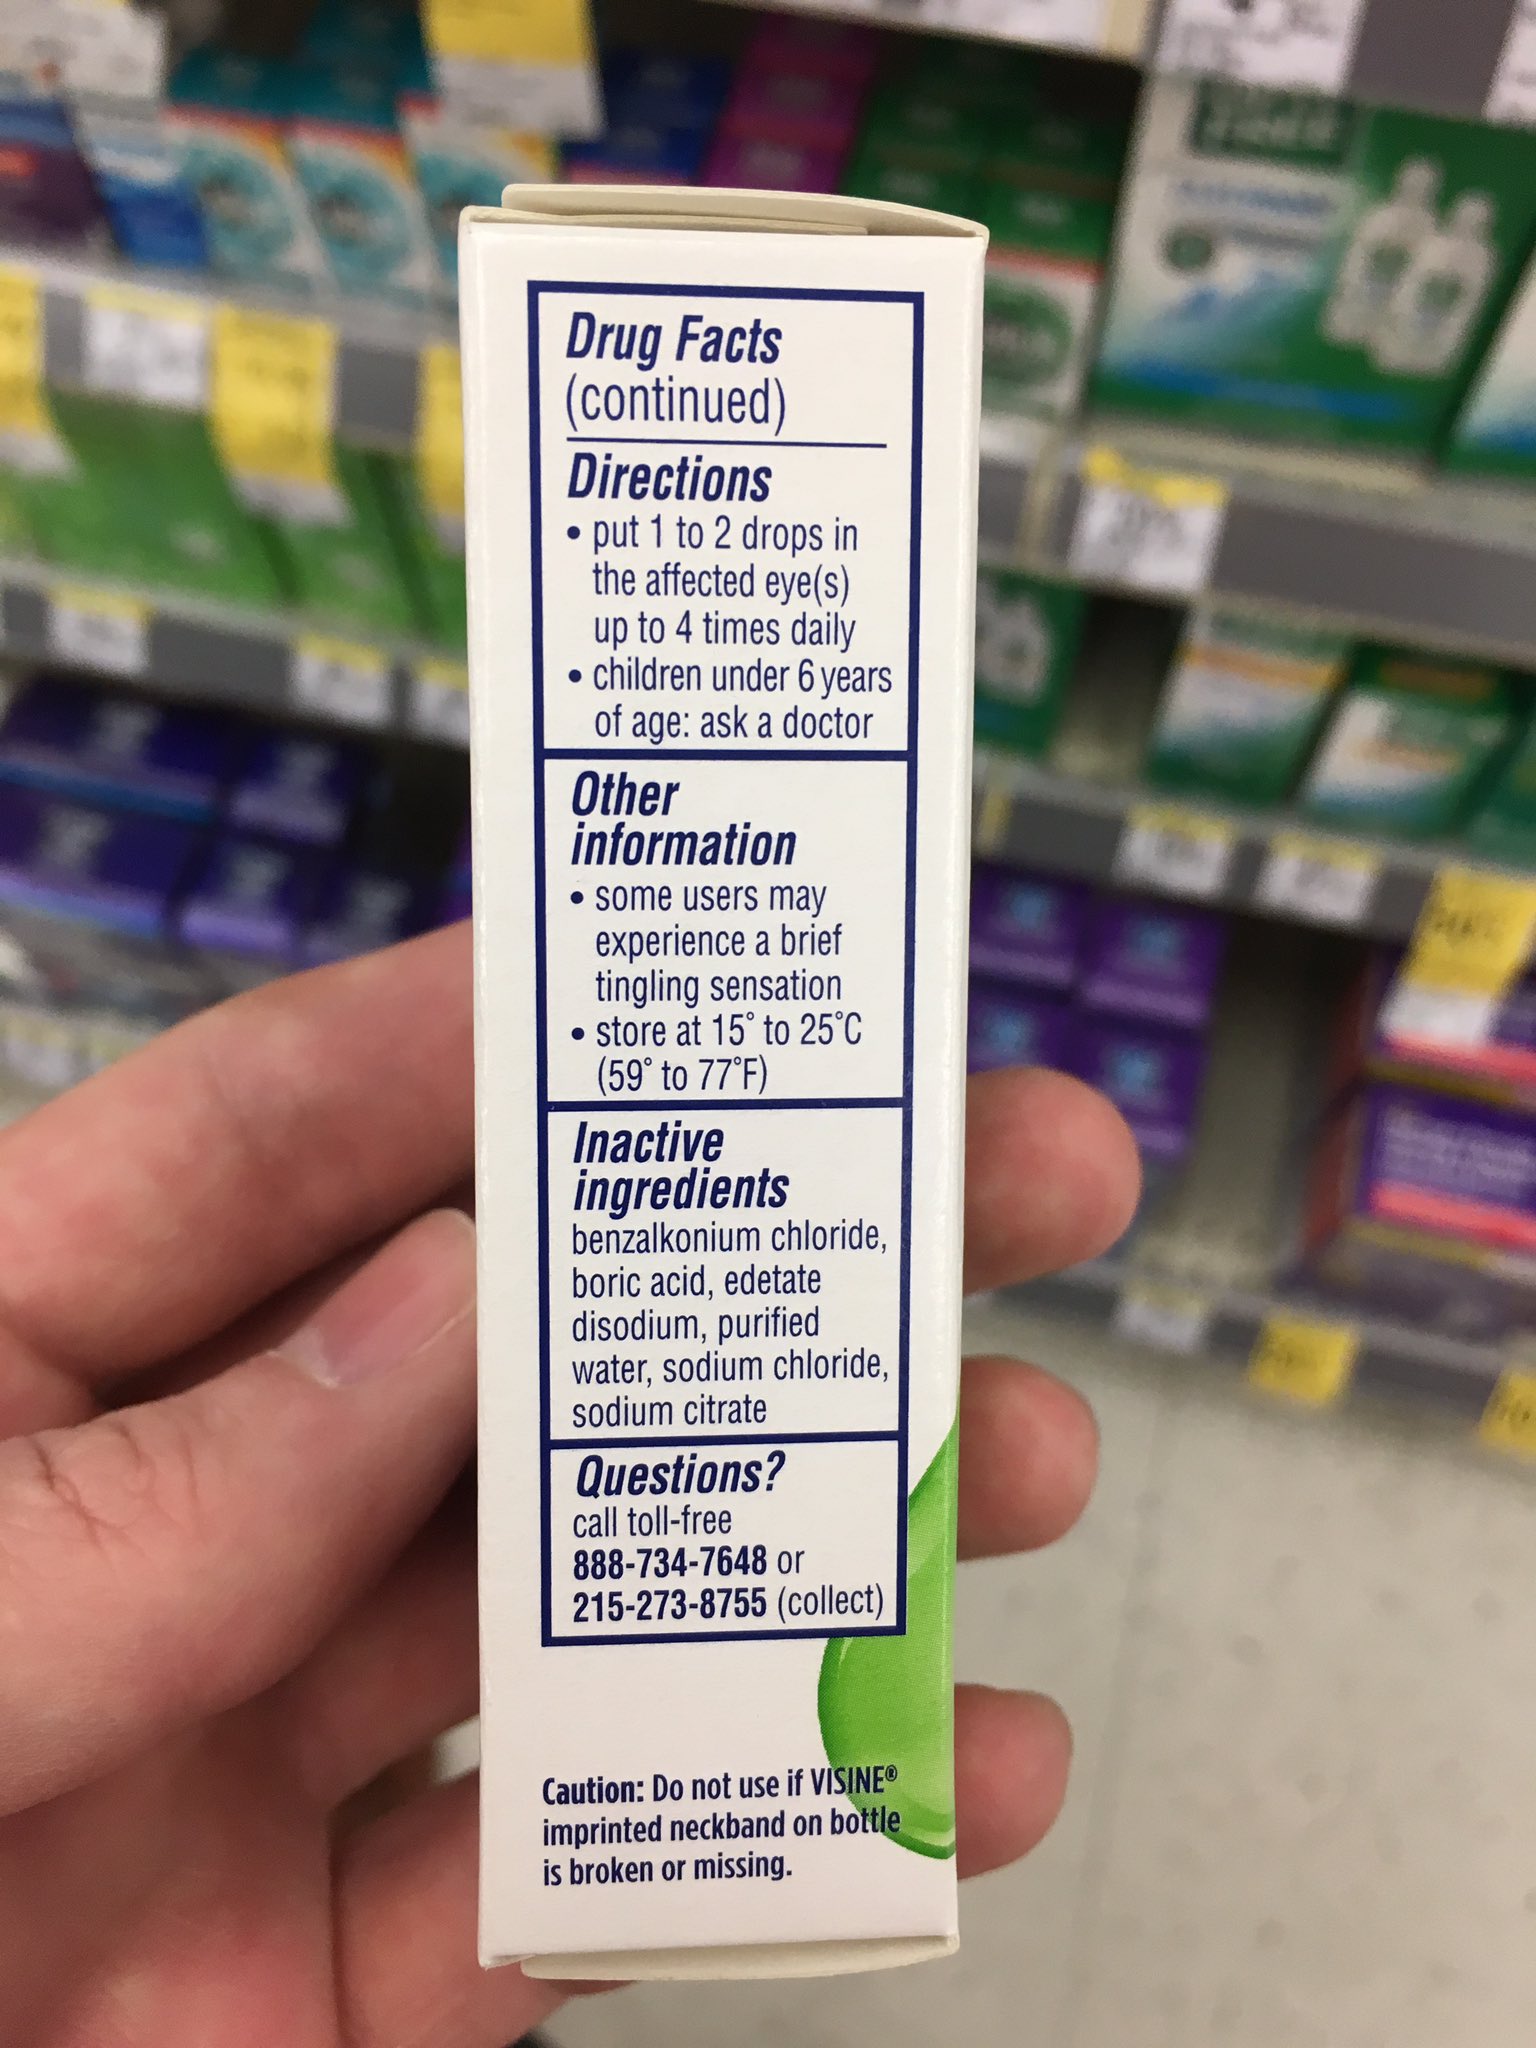 Drug Facts
(continued)
Directions
• put 1 to 2 drops in
the affected eye(s)
up to 4 times daily
• children under 6 years
of age: ask a doctor
Other
information
• some users may
experience a brief
tingling sensation
• store at 15° to 25°C
(59° to 77°F)
Inactive
ingredients
benzalkonium chloride,
boric acid, edetate
disodium, purified
water, sodium chloride,
sodium citrate
Questions?
call toll-free
888-734-7648 or
215-273-8755 (collect)
Caution: Do not use if VISINE®
imprinted neckband on bottle
is broken or missing.